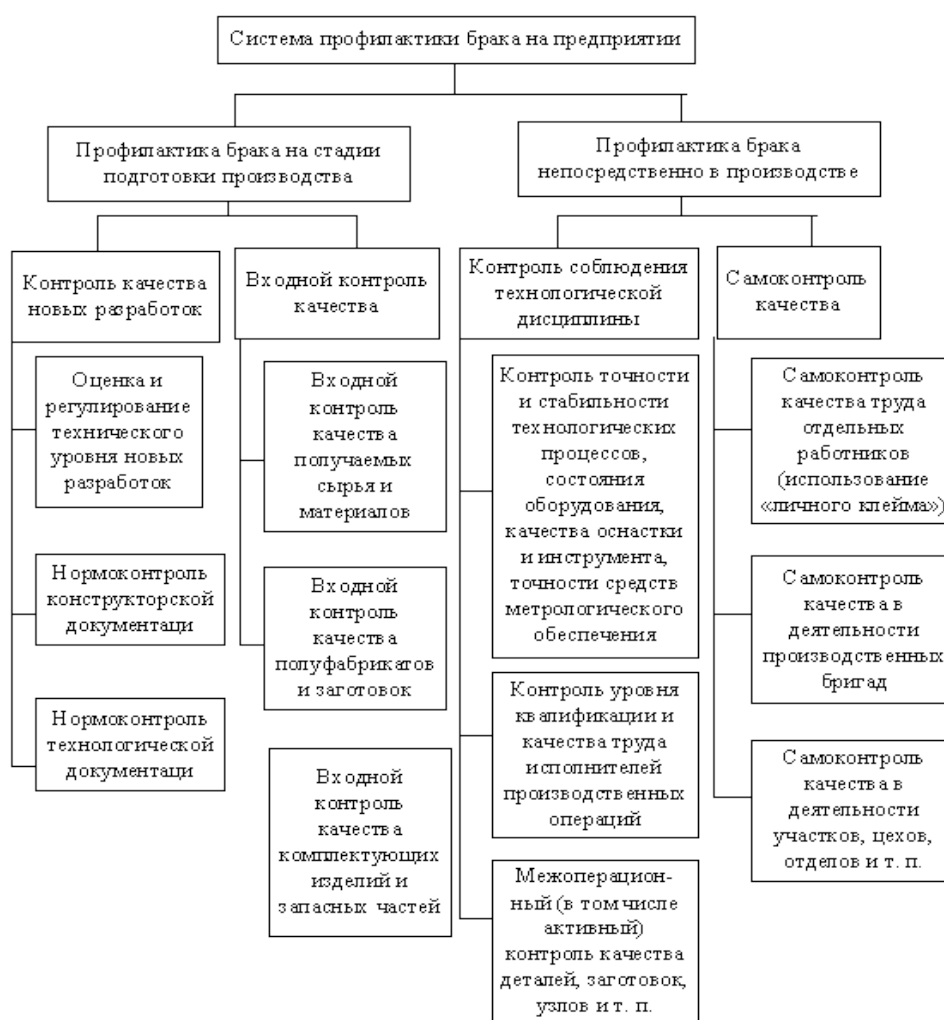 Система профилактики брака на предприятии
Профилактика брака на стадии
подготовки производства
Профилактика брака
непосредственно в производстве
Контроль качества
новых разработок
Входной контроль
качества
Контроль соблюдения
технологической
дисциплины
Самоконтроль
качества
Оценка и
регулирование
технического
уровня новых
разработок
Нормоконтроль
конструкторской
документаци
Нормоконтроль
технологической
документаци
Входной
контроль
качества
получаемых
сырья и
материалов
Входной
контроль
качества
полуфабрикатов
и заготовок
Входной
контроль
качества
комплектующих
изделий и
запасных частей
Контроль точности
и стабильности
технологических
процессов,
состояния
оборудования,
качества оснастки
и инструмента,
точности средств
метрологического
обеспечения
Контроль уровня
квалификации и
качества труда
исполнителей
производственных
операций
Межоперацион-
ный (в том числе
активный)
контроль качества
деталей, заготовок,
узлов и т. п.
Самоконтроль
качества труда
отдельных
работников
(использование
«личного клейма»)
Самоконтроль
качества в
деятельности
производственных
бригад
Самоконтроль
качества в
деятельности
участков, цехов,
отделов и т. п.